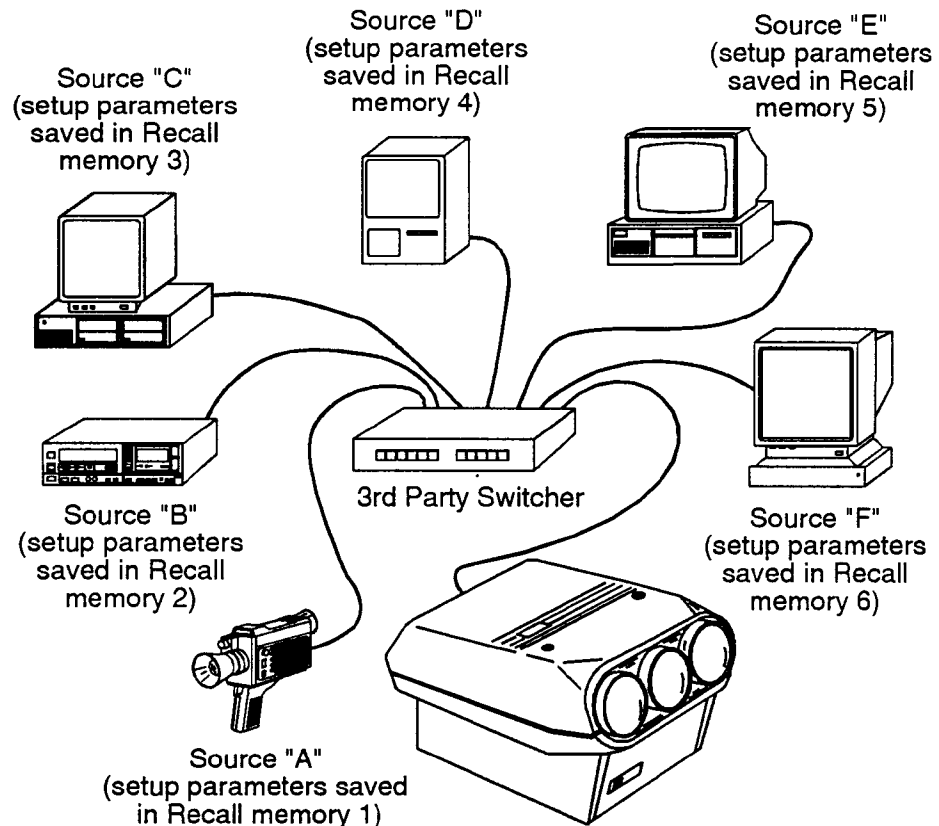 Source "D"
(setup parameters
saved in Recall
memory 4)
Source "E"
(setup parameters
saved in Recall
memory 5)
Source "C"
(setup parameters
saved in Recall
memory 3)
3rd Party Switcher
Source "B"
(setup parameters
saved in Recall
memory 2)
Source "F"
(setup parameters
saved in Recall
memory 6)
Source "A"
(setup parameters saved
in Recall memory 1)